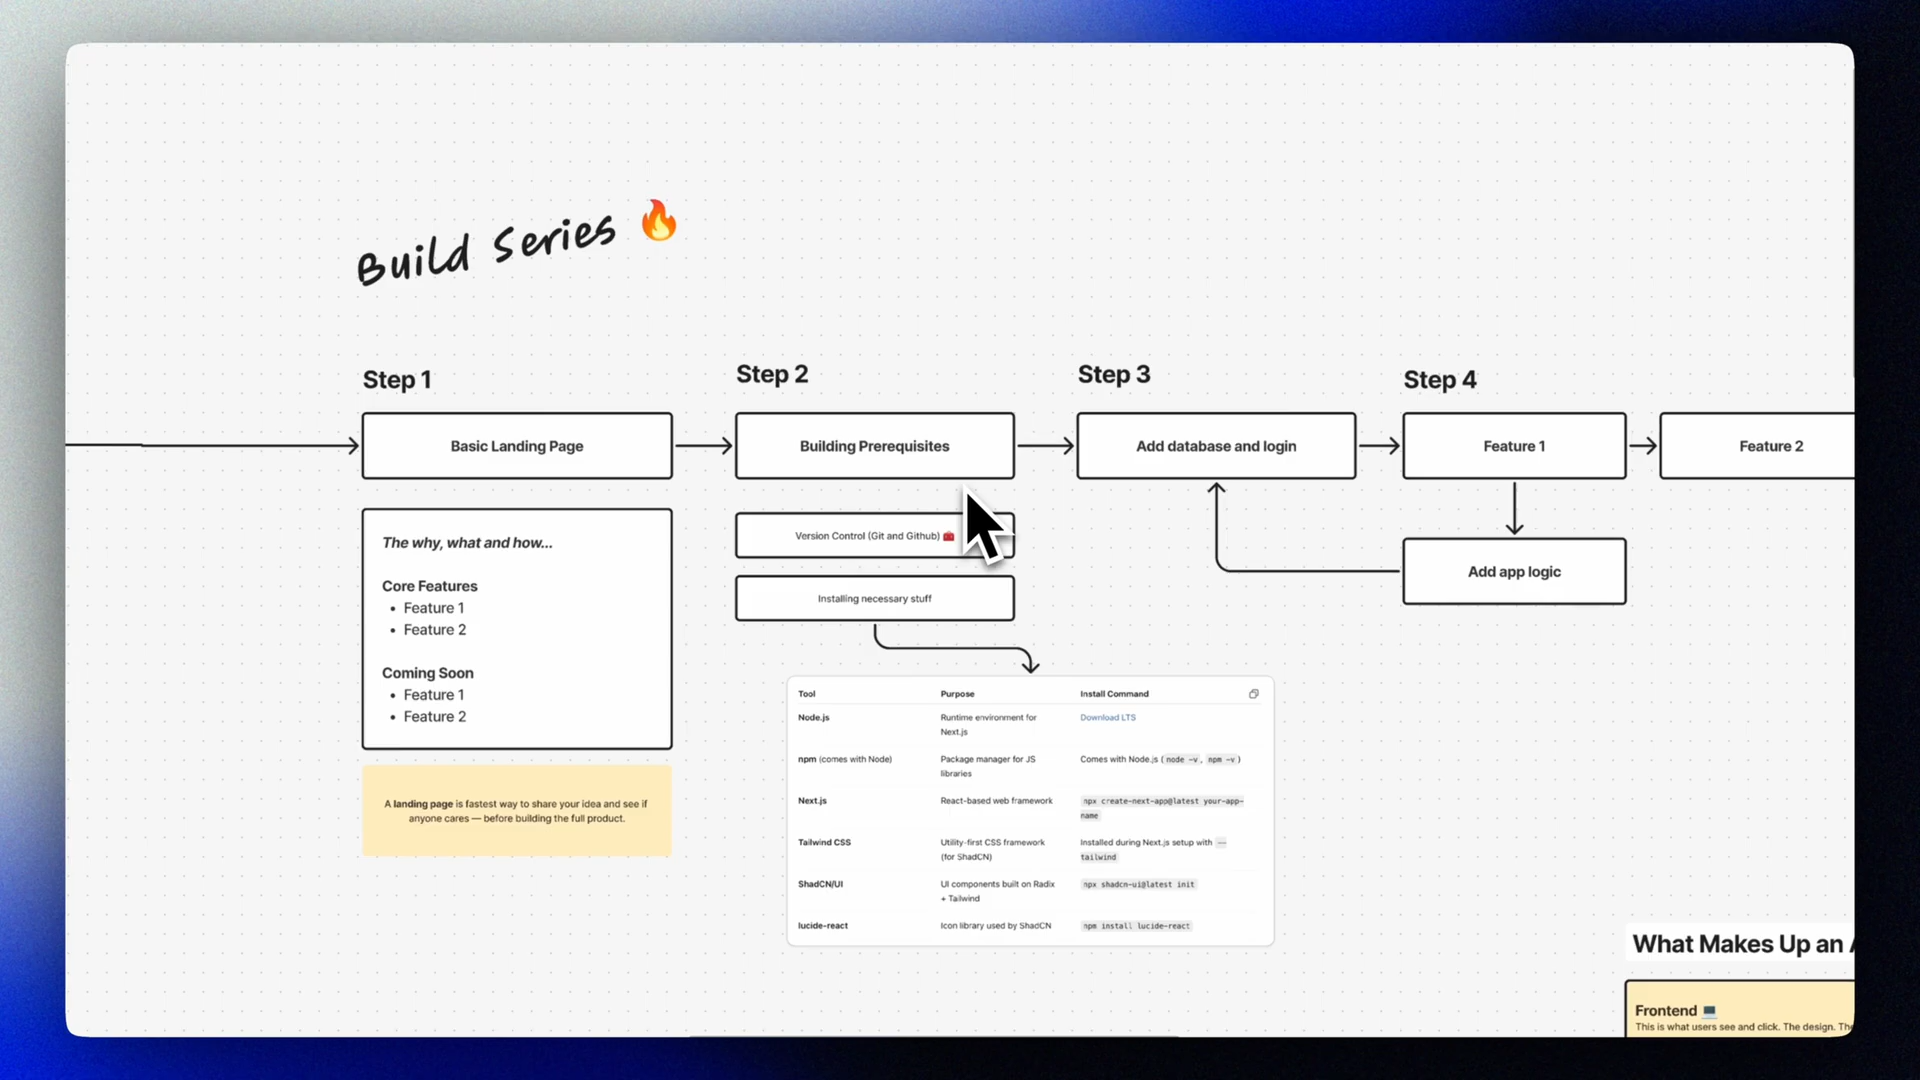 Build Series 🔥
Step 1
Step 2
Step 3
Step 4
Basic Landing Page
Building Prerequisites
Add database and login
Feature 1
Feature 2
The why, what and how...
Core Features
• Feature 1
• Feature 2
Coming Soon
• Feature 1
• Feature 2
A landing page is fastest way to share your idea and see if
anyone cares — before building the full product.
Version Control (Git and Github) 🧰
Installing necessary stuff
Add app logic
Tool Purpose Install Command
Node.js Runtime environment for Download LTS
Next.js
npm (comes with Node) Package manager for JS Comes with Node.js ( node -v , npm -v )
libraries
Next.js React-based web framework npx create-next-app@latest your-app-
name
Tailwind CSS Utility-first CSS framework Installed during Next.js setup with —
(for ShadCN) tailwind
ShadCN/UI UI components built on Radix npx shadcn-ui@latest init
+ Tailwind
lucide-react Icon library used by ShadCN npm install lucide-react
What Makes Up an
Frontend 💻
This is what users see and click. The design.